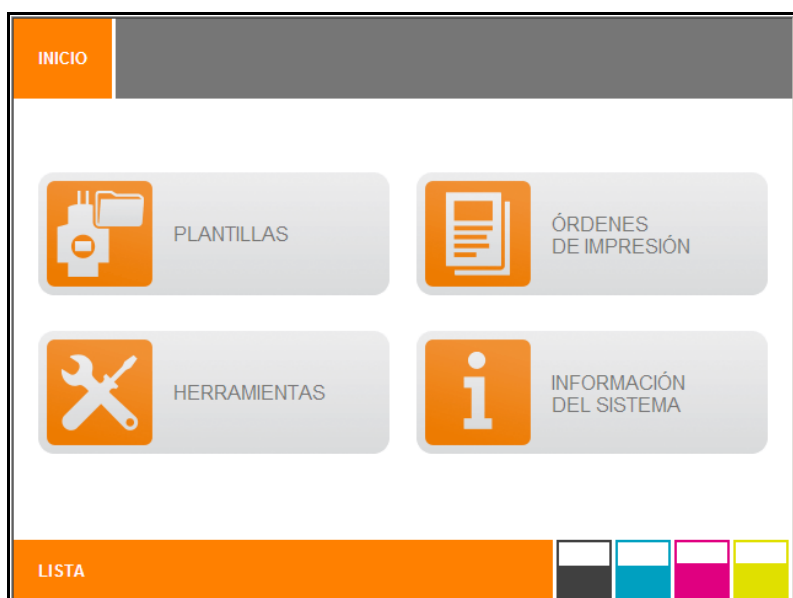 INICIO
PLANTILLAS
ÓRDENES
DE IMPRESIÓN
HERRAMIENTAS
INFORMACIÓN
DEL SISTEMA
LISTA